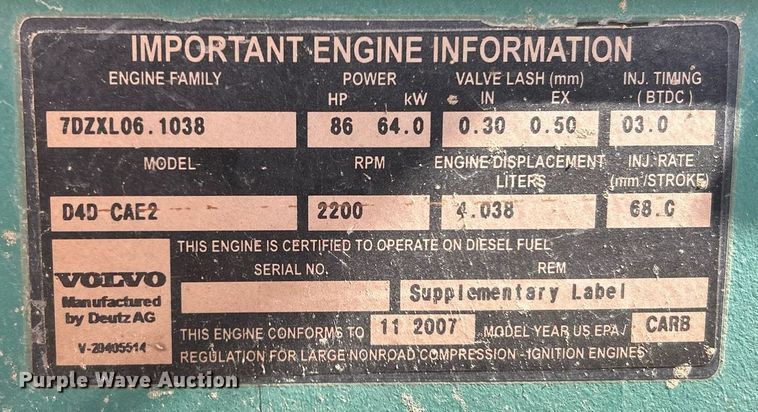 IMPORTANT ENGINE INFORMATION
ENGINE FAMILY POWER VALVE LASH (mm) INJ. TIMING
HP kW IN EX (BTDC)
7DZXL06.1038 86 64.0 0.30 0.50 03.0
MODEL RPM ENGINE DISPLACEMENT INJ. RATE
LITERS (mm³/STROKE)
D4D CAE2 2200 4.038 68.0
THIS ENGINE IS CERTIFIED TO OPERATE ON DIESEL FUEL
SERIAL NO. REM
VOLVO
Manufactured
by Deutz AG
V-20405514
Supplementary Label
THIS ENGINE CONFORMS TO 11 2007 MODEL YEAR US EPA / CARB
REGULATION FOR LARGE NONROAD COMPRESSION - IGNITION ENGINES
Purple Wave Auction